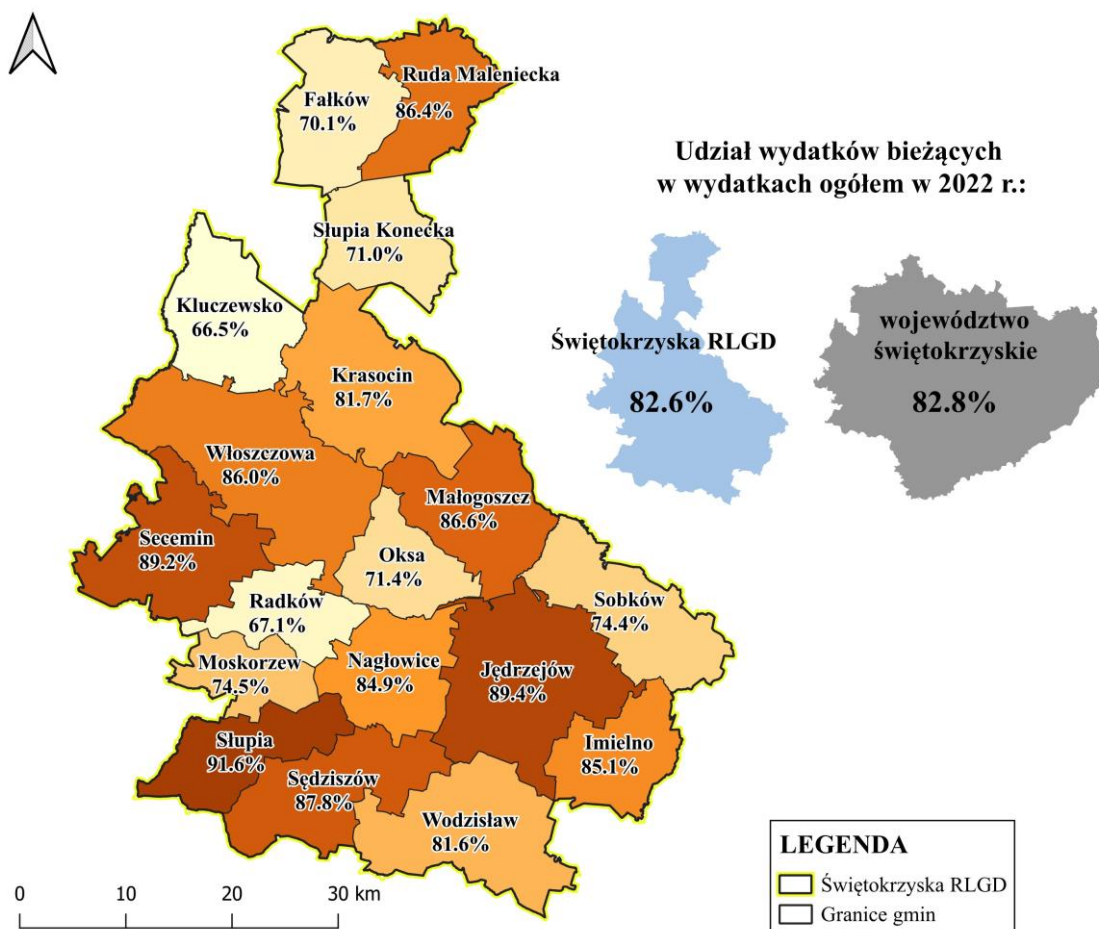 Ruda Maleniecka
86.4%
Fałków
70.1%
Udział wydatków bieżących
w wydatkach ogółem w 2022 r.:
Słupia Konecka
71.0%
Kluczewsko
66.5%
Świętokrzyska RLGD
82.6%
województwo
świętokrzyskie
82.8%
Krasocin
81.7%
Włoszczowa
86.0%
Małogoszcz
86.6%
Secemin
89.2%
Oksa
71.4%
Radków
67.1%
Sobków
74.4%
Moskorzew
74.5%
Nagłowice
84.9%
Jędrzejów
89.4%
Słupia
91.6%
Imielno
85.1%
Sędziszów
87.8%
Wodzisław
81.6%
LEGENDA
Świętokrzyska RLGD
Granice gmin
0 10 20 30 km